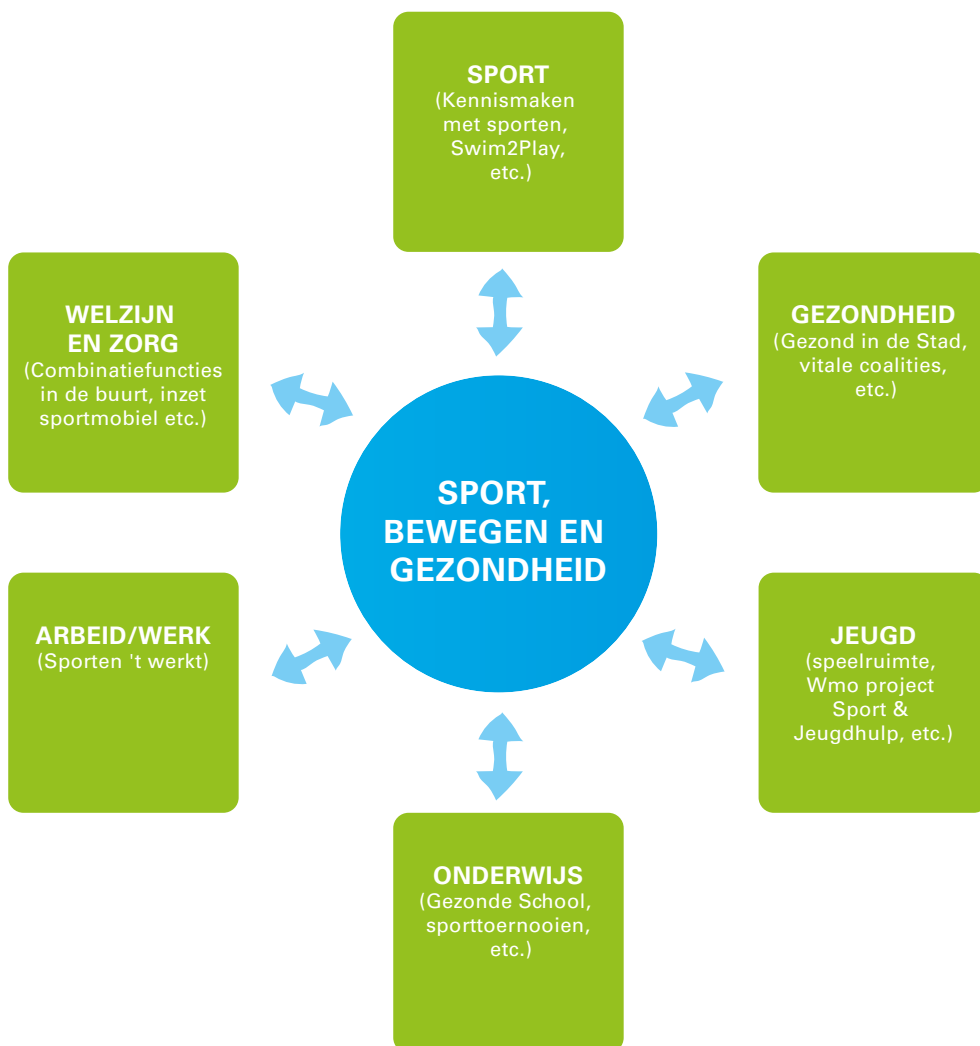 SPORT
(Kennismaken
met sporten,
Swim2Play,
etc.)
WELZIJN
EN ZORG
(Combinatiefuncties
in de buurt, inzet
sportmobiel etc.)
GEZONDHEID
(Gezond in de Stad,
vitale coalities,
etc.)
SPORT,
BEWEGEN EN
GEZONDHEID
ARBEID/WERK
(Sporten 't werkt)
JEUGD
(speelruimte,
Wmo project
Sport &
Jeugdhulp, etc.)
ONDERWIJS
(Gezonde School,
sporttoernooien,
etc.)